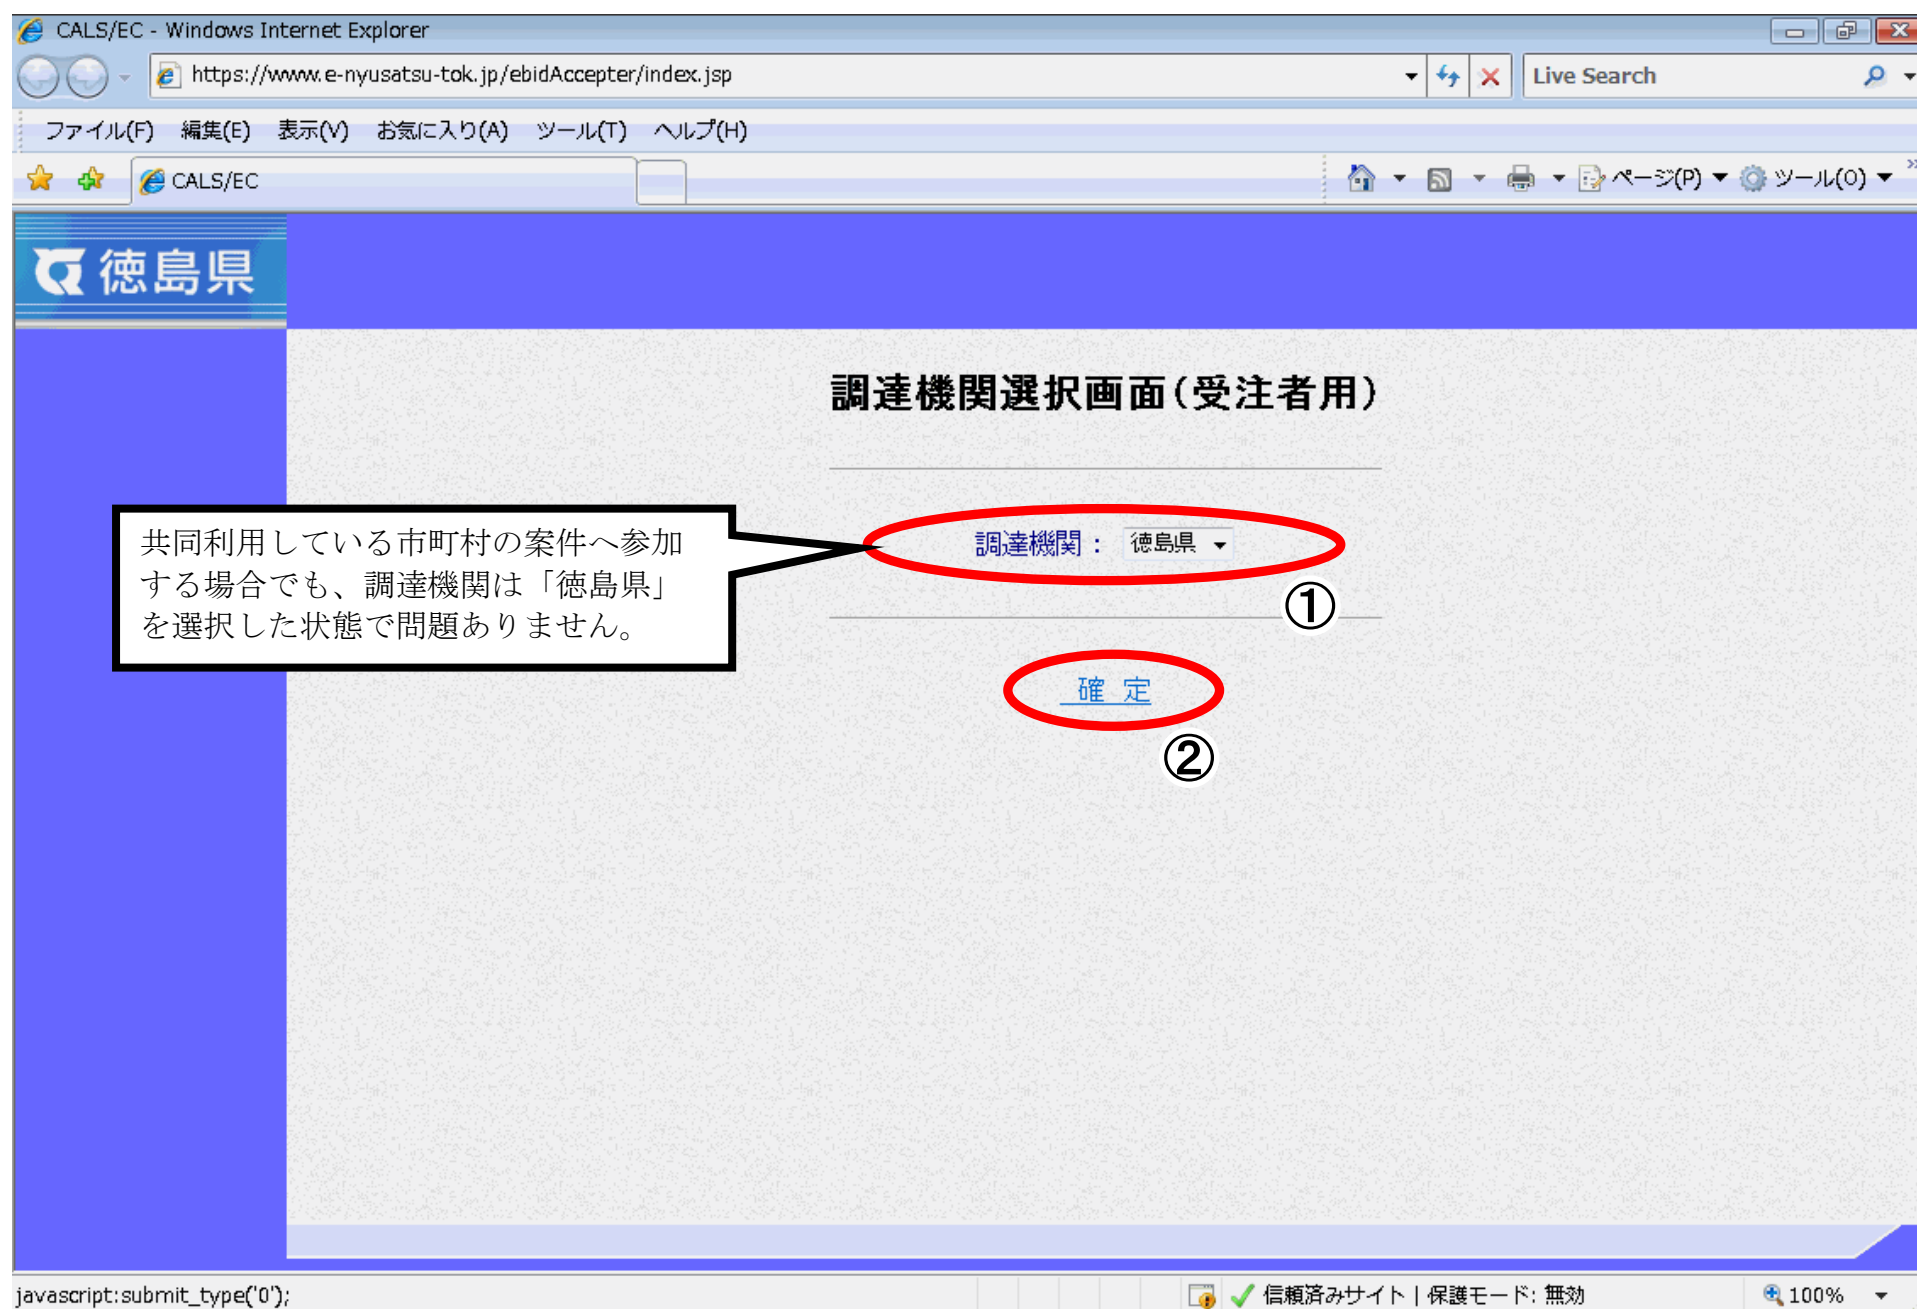 CALS/EC - Windows Internet Explorer
https://www.e-nyusatsu-tok.jp/ebidAccepter/index.jsp
Live Search
ファイル(F) 編集(E) 表示(V) お気に入り(A) ツール(T) ヘルプ(H)
CALS/EC
ページ(P) ツール(O)
徳島県
調達機関選択画面(受注者用)
共同利用している市町村の案件へ参加
する場合でも、調達機関は「徳島県」
を選択した状態で問題ありません。
調達機関： 徳島県
①
確 定
②
javascript:submit_type('0');
信頼済みサイト | 保護モード: 無効
100%